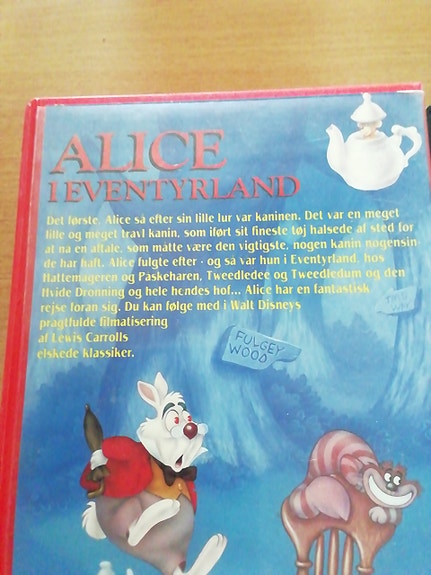 ALICE
I EVENTYRLAND
Det første, Alice så efter sin lille lur var kaninen. Det var en meget
lille og meget travl kanin, som iført sit fineste tøj halsede af sted for
at nå en aftale, som måtte være den vigtigste, nogen kanin nogensin-
de har haft. Alice fulgte efter - og så var hun i Eventyrland, hos
Hattemageren og Påskeharen, Tweedledee og Tweedledum og den
Hvide Dronning og hele hendes hof... Alice har en fantastisk
rejse foran sig. Du kan følge med i Walt Disneys
pragtfulde filmatisering
af Lewis Carrolls
elskede klassiker.
FULGEY
WOOD